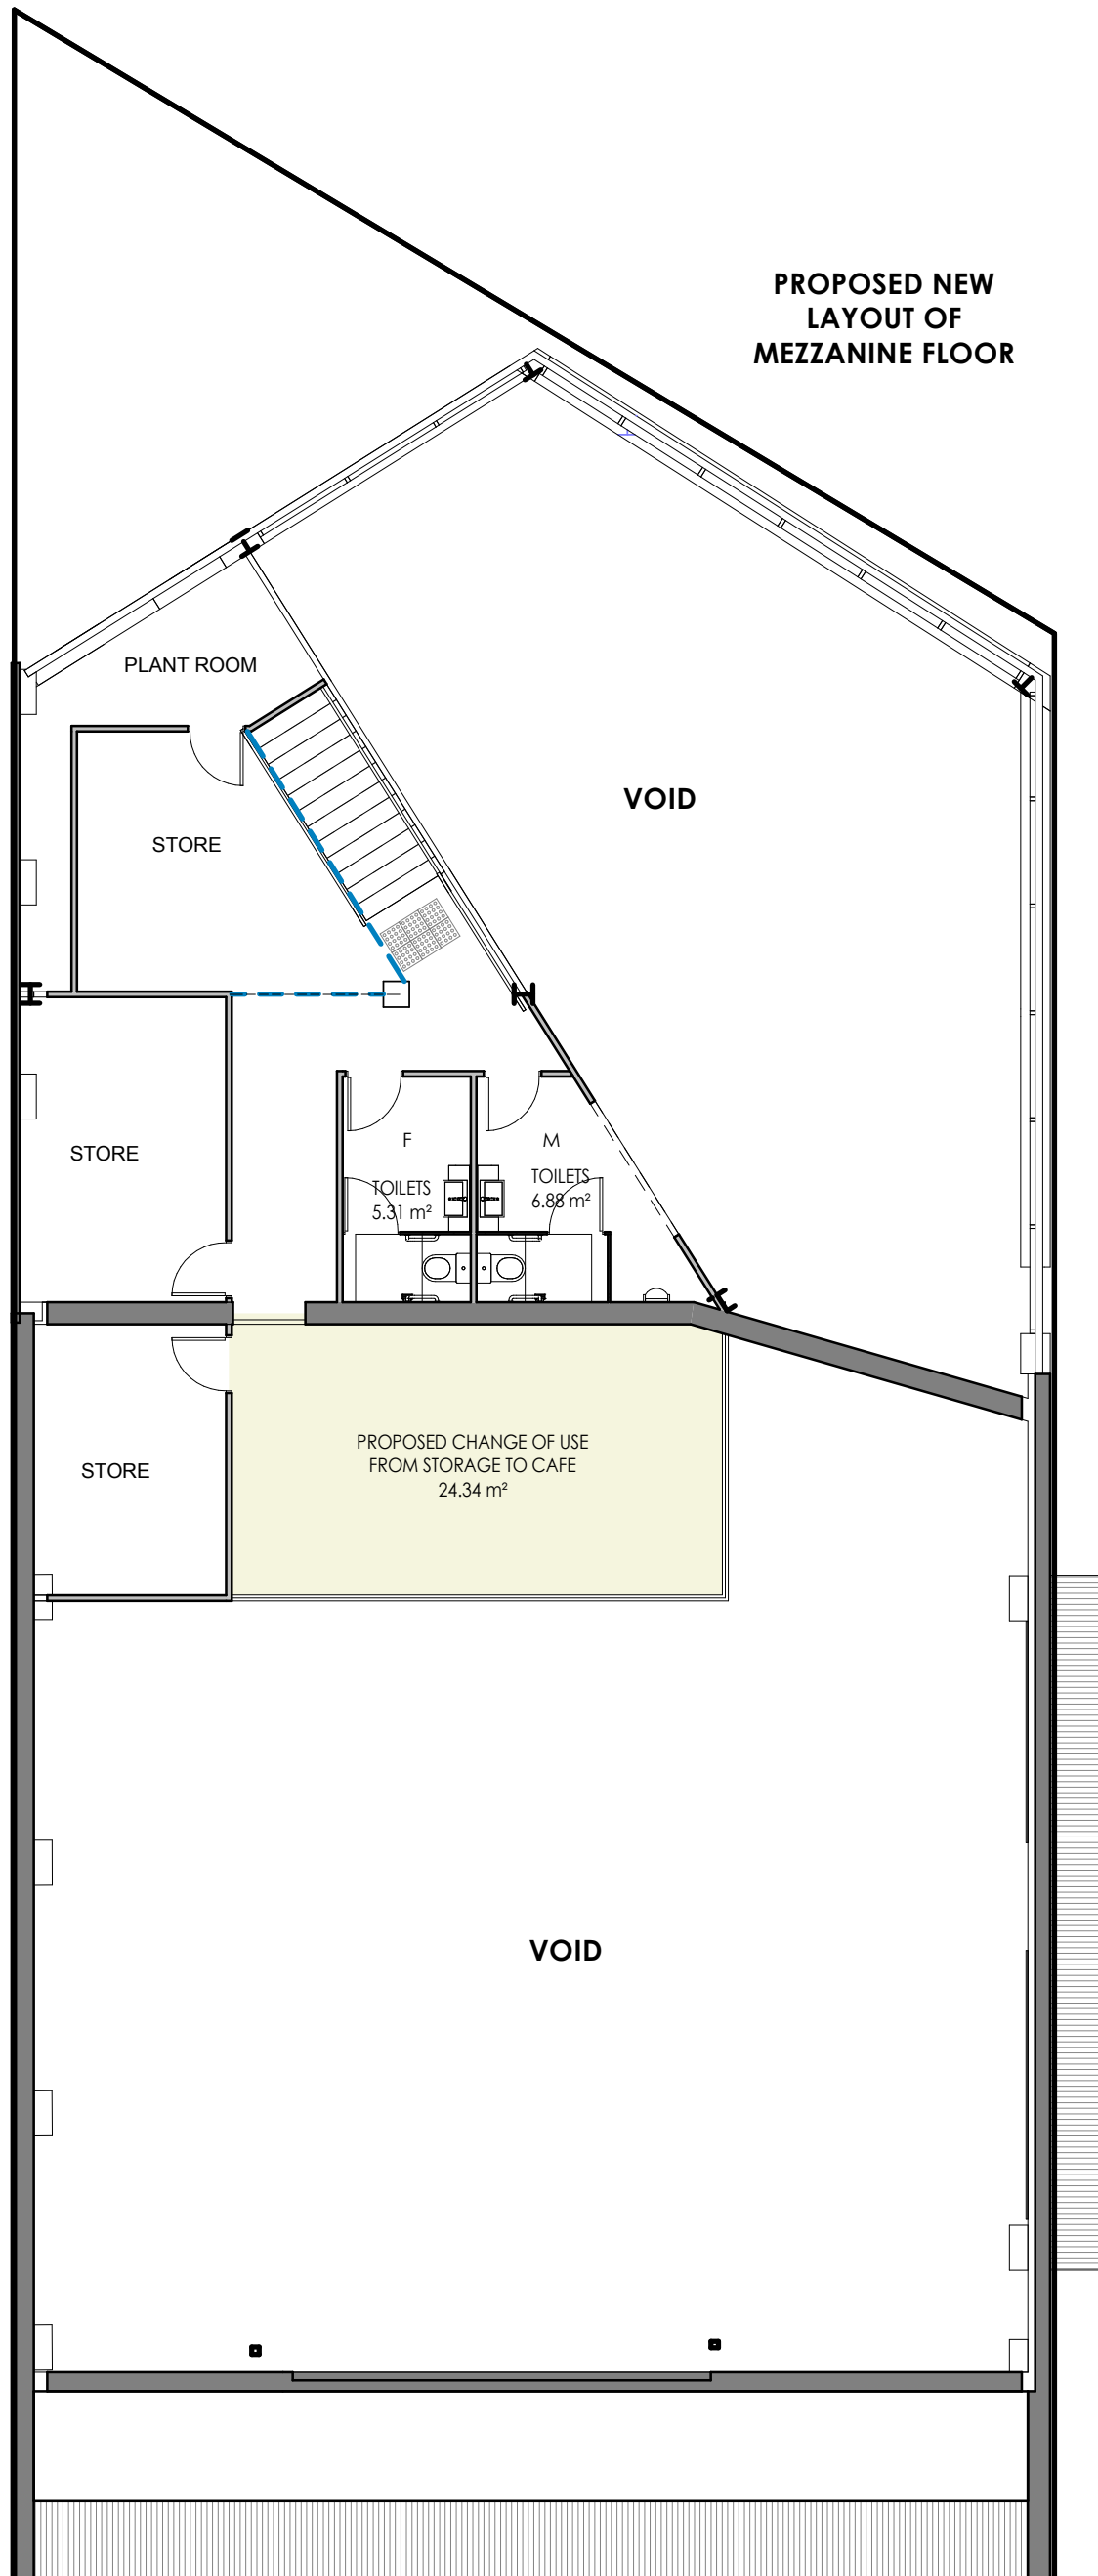 PROPOSED NEW
LAYOUT OF
MEZZANINE FLOOR
PLANT ROOM
VOID
STORE
F
M
STORE
TOILETS
5.31 m²
TOILETS
6.88 m²
PROPOSED CHANGE OF USE
FROM STORAGE TO CAFE
24.34 m²
STORE
VOID